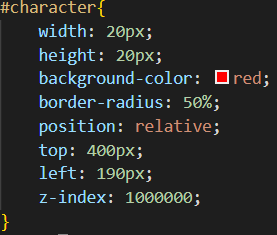 #character{
    width: 20px;
    height: 20px;
    background-color: red;
    border-radius: 50%;
    position: relative;
    top: 400px;
    left: 190px;
    z-index: 1000000;
}